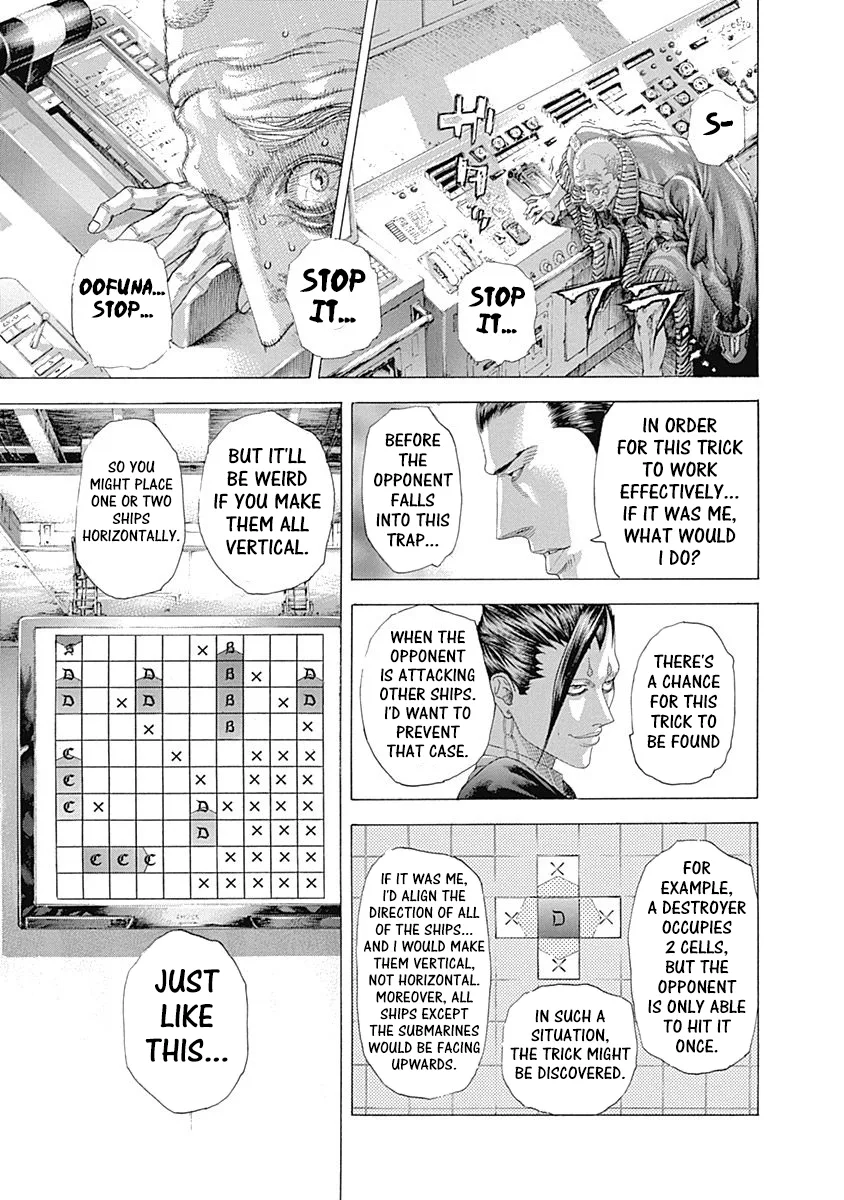 S-
STOP
IT...
STOP
IT...
OOFUNA...
STOP...
IN ORDER
FOR THIS TRICK
TO WORK
EFFECTIVELY...
IF IT WAS ME,
WHAT WOULD
I DO?
BEFORE
THE
OPPONENT
FALLS
INTO THIS
TRAP...
THERE'S
A CHANCE
FOR THIS
TRICK TO
BE FOUND
WHEN THE
OPPONENT
IS ATTACKING
OTHER SHIPS.
I'D WANT TO
PREVENT
THAT CASE.
FOR
EXAMPLE,
A DESTROYER
OCCUPIES
2 CELLS,
BUT THE
OPPONENT
IS ONLY ABLE
TO HIT IT
ONCE.
×
× D ×
×
IN SUCH A
SITUATION,
THE TRICK MIGHT
BE DISCOVERED.
IF IT WAS ME,
I'D ALIGN THE
DIRECTION OF ALL
OF THE SHIPS...
AND I WOULD MAKE
THEM VERTICAL,
NOT HORIZONTAL.
MOREOVER, ALL
SHIPS EXCEPT
THE SUBMARINES
WOULD BE FACING
UPWARDS.
BUT IT'LL
BE WEIRD
IF YOU MAKE
THEM ALL
VERTICAL.
SO YOU
MIGHT PLACE
ONE OR TWO
SHIPS
HORIZONTALLY.
S × B
D D B × D
D × D B × D
× B ×
C × × × ×
C × × × ×
C × D × × × ×
D × × ×
C C C × × × ×
× × × × ×
JUST
LIKE
THIS...